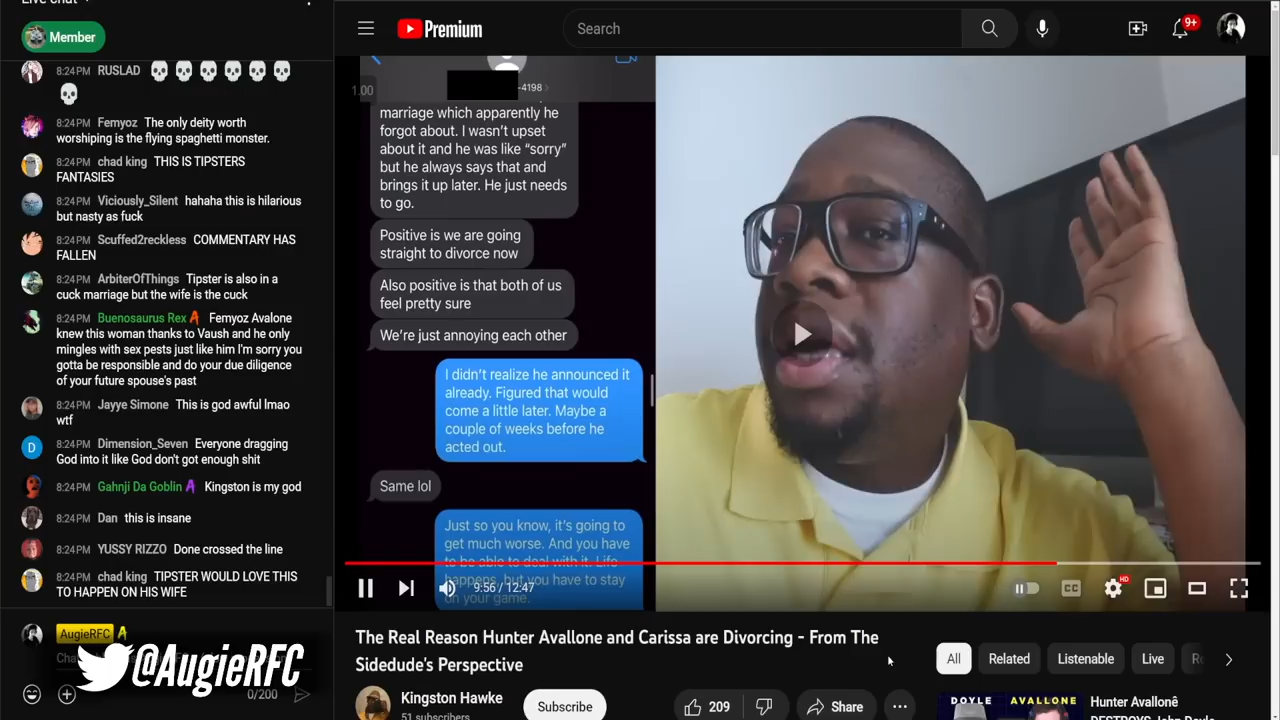 Live chat
Member
8:24PM RUSLAD 💀💀💀💀💀💀
💀
8:24PM Femyoz The only deity worth
worshiping is the flying spaghetti monster.
8:24PM chad king THIS IS TIPSTERS
FANTASIES
8:24PM Viciously_Silent hahaha this is hilarious
but nasty as fuck
8:24PM Scuffed2reckless COMMENTARY HAS
FALLEN
8:24PM ArbiterOfThings Tipster is also in a
cuck marriage but the wife is the cuck
8:24PM Buenosaurus Rex Femyoz Avalone
knew this woman thanks to Vaush and he only
mingles with sex pests just like him I'm sorry you
gotta be responsible and do your due diligence
of your future spouse's past
8:24PM Jayye Simone This is god awful lmao
wtf
D
8:24PM Dimension_Seven Everyone dragging
God into it like God don't got enough shit
8:24PM Gahnji Da Goblin Kingston is my god
8:24PM Dan this is insane
8:24PM YUSSY RIZZO Done crossed the line
8:24PM chad king TIPSTER WOULD LOVE THIS
TO HAPPEN ON HIS WIFE
AugieRFC
@AugieRFC
0/200
Premium
Search
9+
1.00
-4198 >
marriage which apparently he
forgot about. I wasn't upset
about it and he was like “sorry”
but he always says that and
brings it up later. He just needs
to go.
Positive is we are going
straight to divorce now
Also positive is that both of us
feel pretty sure
We're just annoying each other
I didn't realize he announced it
already. Figured that would
come a little later. Maybe a
couple of weeks before he
acted out.
Same lol
Just so you know, it's going to
get much worse. And you have
to be able to deal with it. Life
happens, but you have to stay
on your game.
9:56 / 12:47
CC
HD
The Real Reason Hunter Avallone and Carissa are Divorcing - From The
Sidedude's Perspective
Kingston Hawke
51 subscribers
Subscribe
209
Share
All
Related
Listenable
Live
DOYLE AVALLONE
Hunter Avallonê
DESTROYS John Doyle